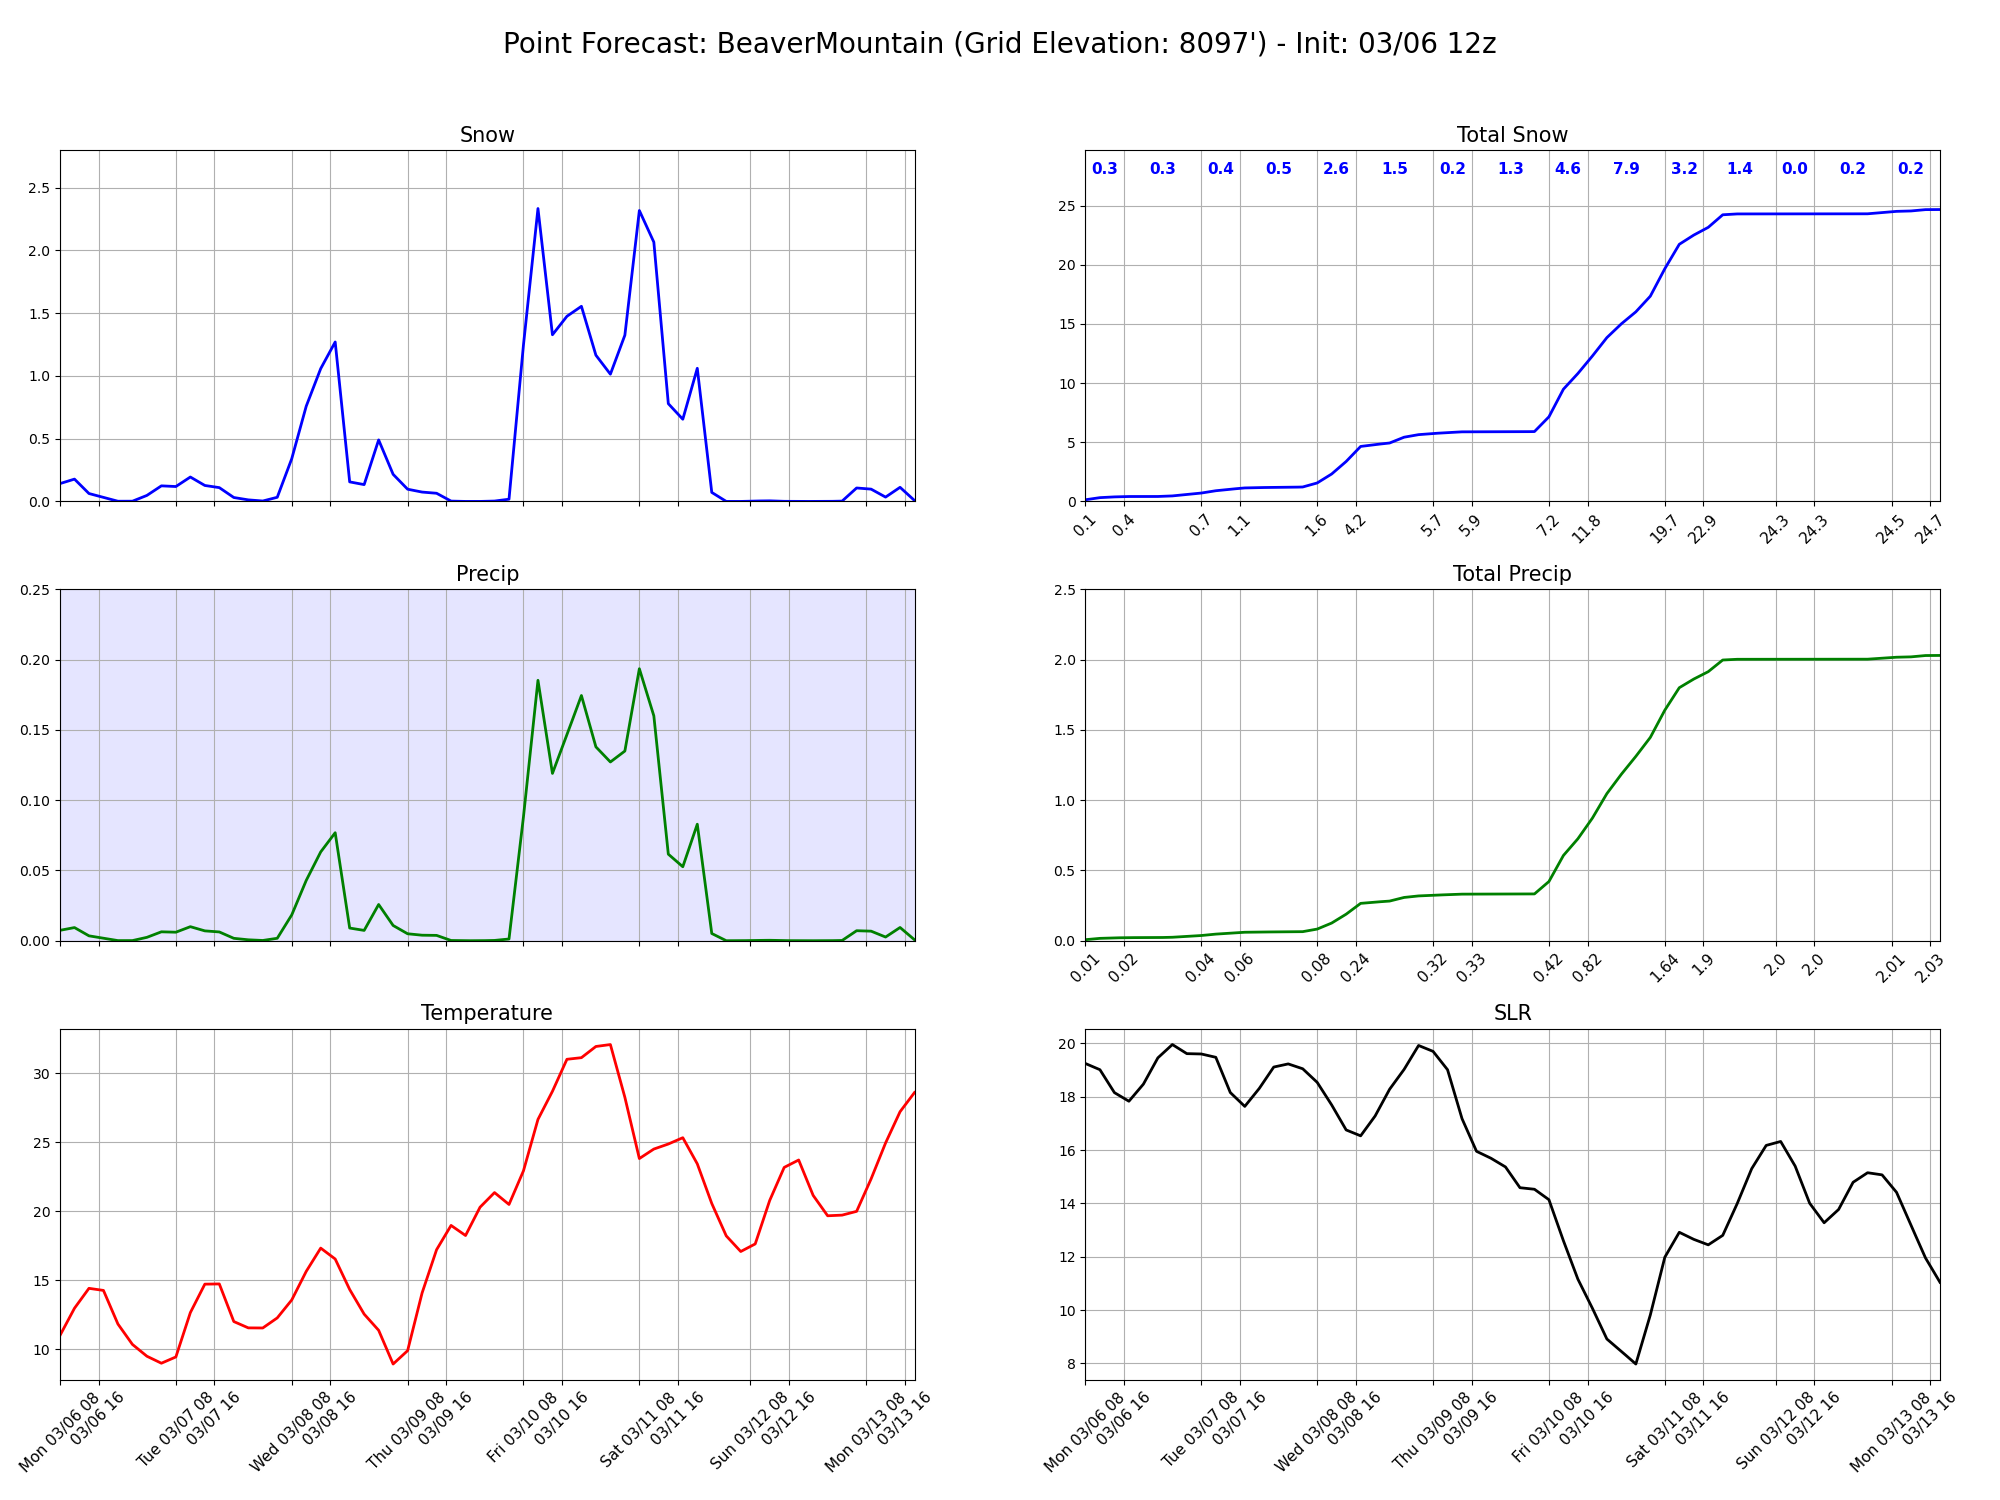 Point Forecast: BeaverMountain (Grid Elevation: 8097') - Init: 03/06 12z
Snow
2.5
2.0
1.5
1.0
0.5
0.0
Total Snow
0.3 0.3 0.4 0.5 2.6 1.5 0.2 1.3 4.6 7.9 3.2 1.4 0.0 0.2 0.2
25
20
15
10
5
0
0.1 0.4 0.7 1.1 1.6 4.2 5.7 5.9 7.2 11.8 19.7 22.9 24.3 24.3 24.5 24.7
Precip
0.25
0.20
0.15
0.10
0.05
0.00
Total Precip
2.5
2.0
1.5
1.0
0.5
0.0
0.01 0.02 0.04 0.06 0.08 0.24 0.32 0.33 0.42 0.82 1.64 1.9 2.0 2.0 2.01 2.03
Temperature
30
25
20
15
10
Mon 03/06 08
03/06 16
Tue 03/07 08
03/07 16
Wed 03/08 08
03/08 16
Thu 03/09 08
03/09 16
Fri 03/10 08
03/10 16
Sat 03/11 08
03/11 16
Sun 03/12 08
03/12 16
Mon 03/13 08
03/13 16
SLR
20
18
16
14
12
10
8
Mon 03/06 08
03/06 16
Tue 03/07 08
03/07 16
Wed 03/08 08
03/08 16
Thu 03/09 08
03/09 16
Fri 03/10 08
03/10 16
Sat 03/11 08
03/11 16
Sun 03/12 08
03/12 16
Mon 03/13 08
03/13 16